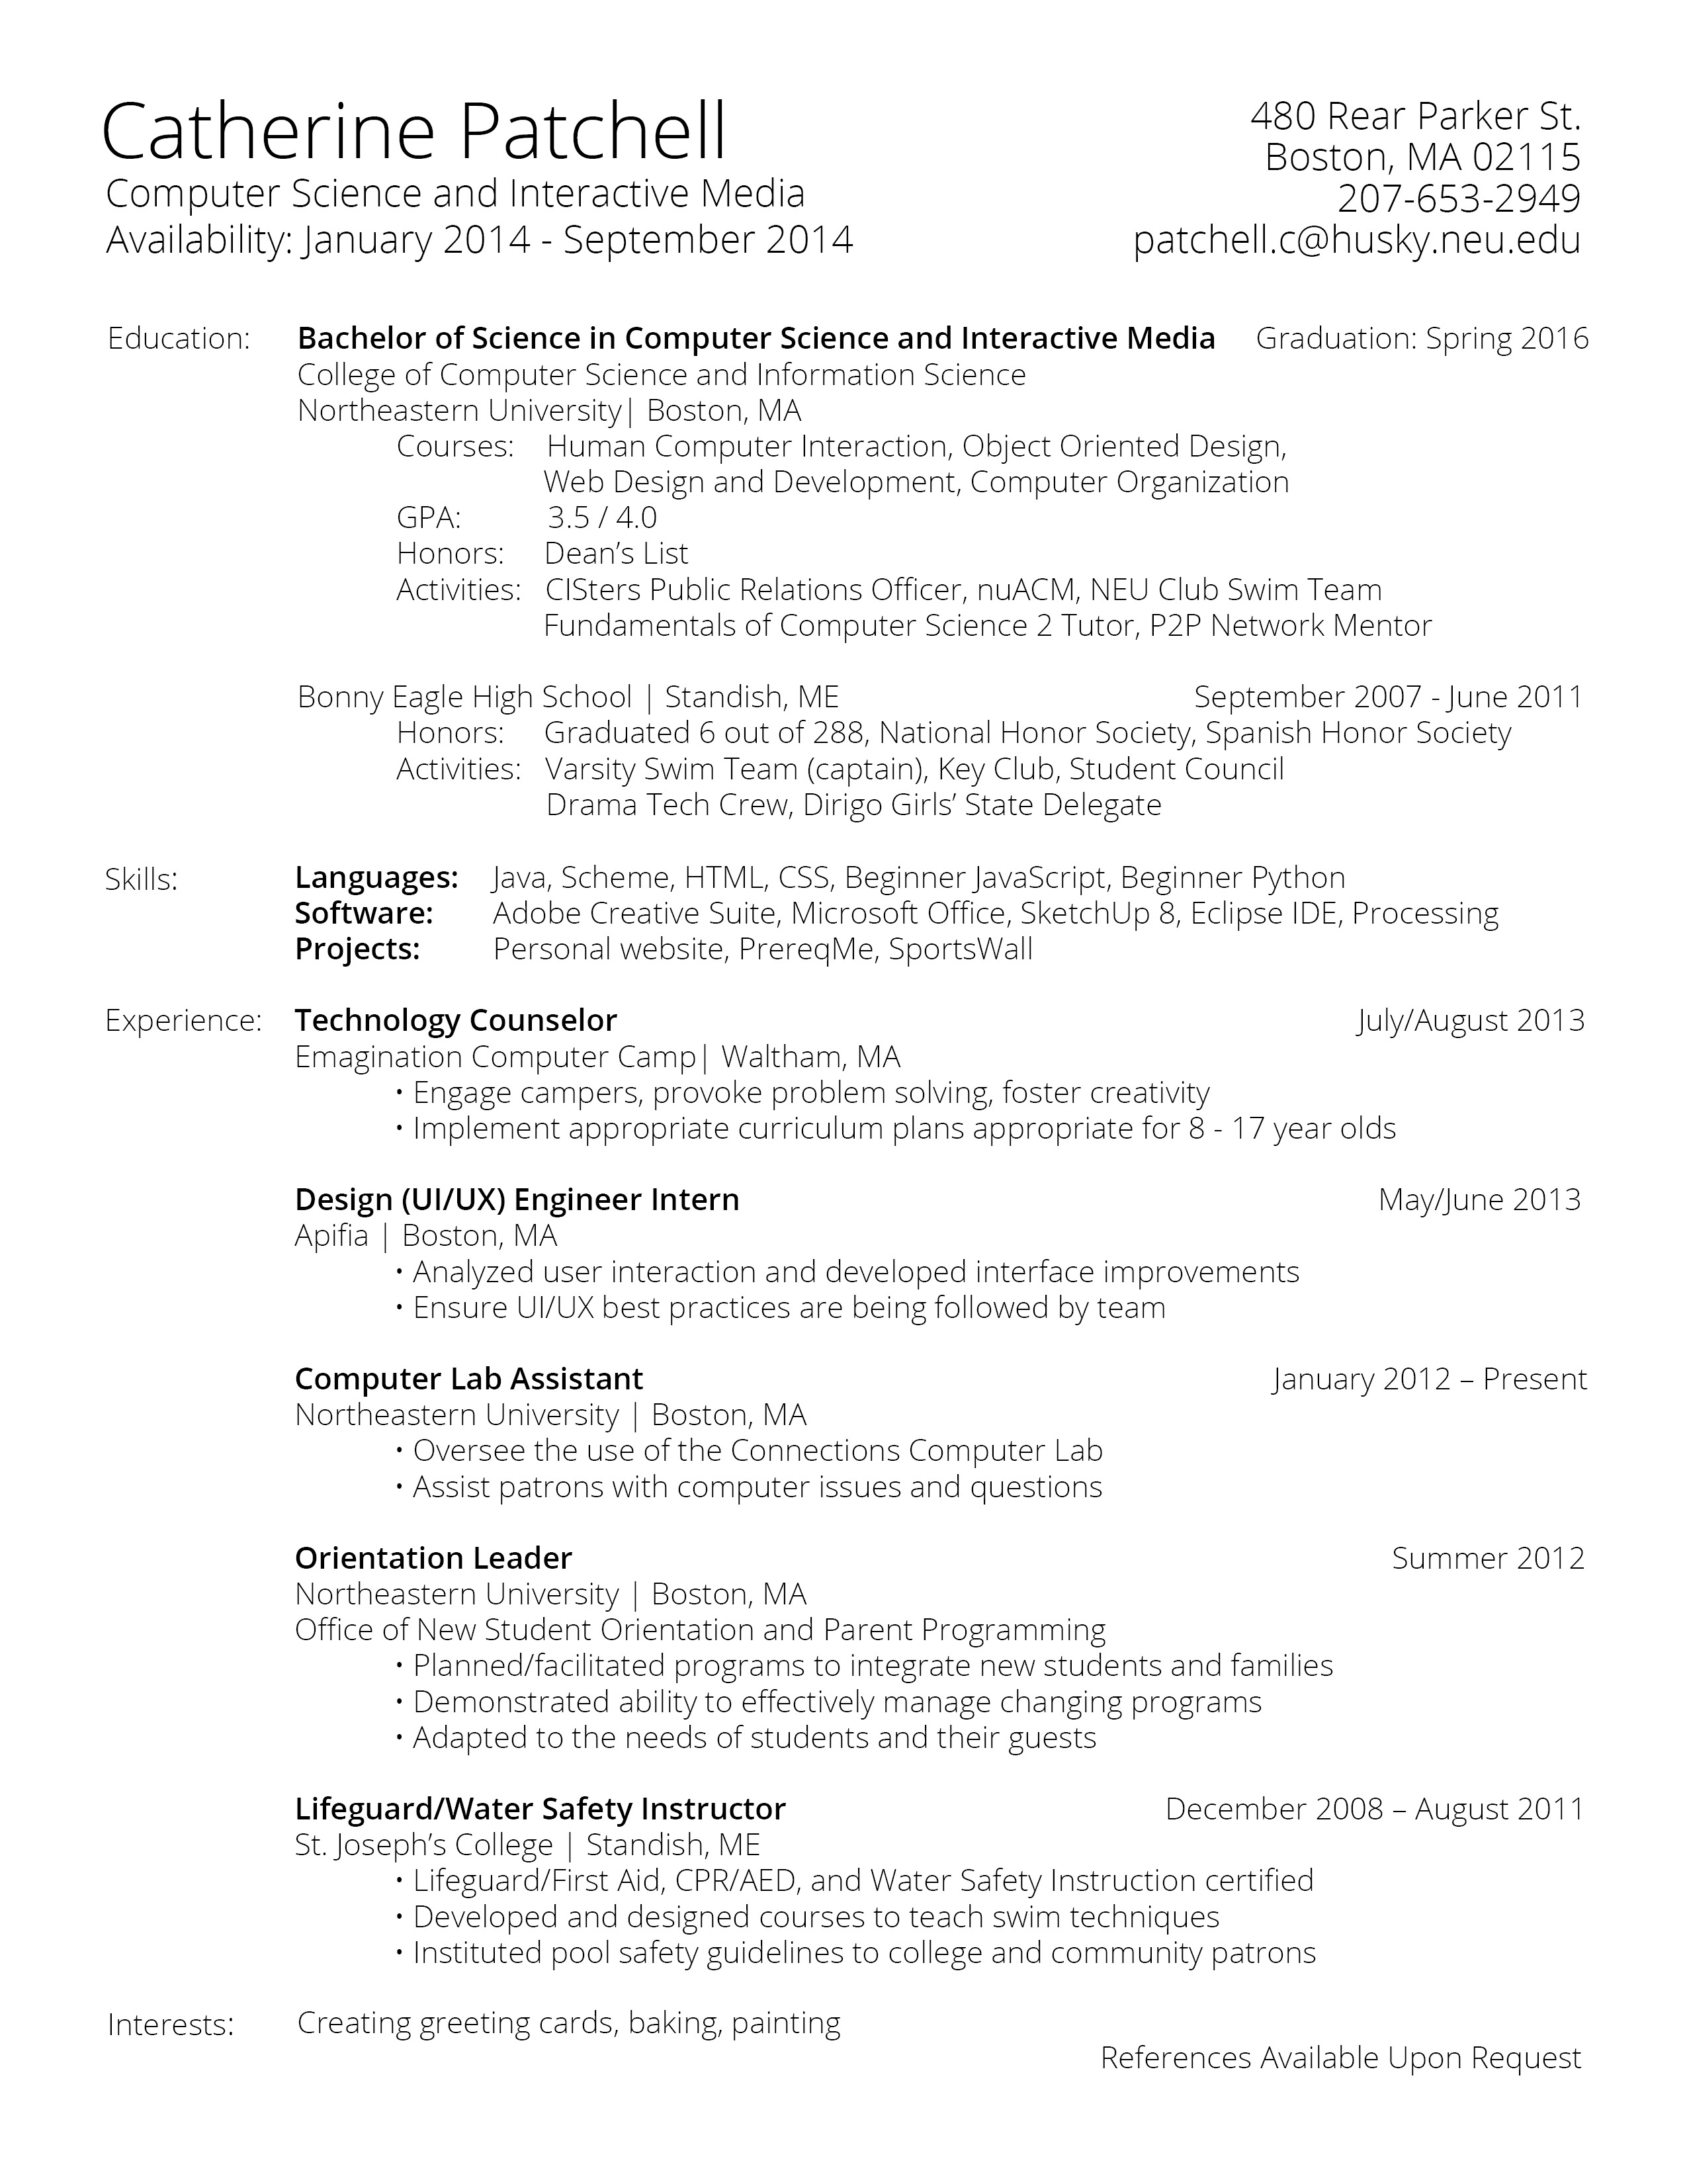 Catherine Patchell
Computer Science and Interactive Media
Availability: January 2014 - September 2014
480 Rear Parker St.
Boston, MA 02115
207-653-2949
patchell.c@husky.neu.edu
Education: Bachelor of Science in Computer Science and Interactive Media Graduation: Spring 2016
College of Computer Science and Information Science
Northeastern University| Boston, MA
Courses: Human Computer Interaction, Object Oriented Design,
Web Design and Development, Computer Organization
GPA: 3.5 / 4.0
Honors: Dean’s List
Activities: CISters Public Relations Officer, nuACM, NEU Club Swim Team
Fundamentals of Computer Science 2 Tutor, P2P Network Mentor
Bonny Eagle High School | Standish, ME September 2007 - June 2011
Honors: Graduated 6 out of 288, National Honor Society, Spanish Honor Society
Activities: Varsity Swim Team (captain), Key Club, Student Council
Drama Tech Crew, Dirigo Girls’ State Delegate
Skills: Languages: Java, Scheme, HTML, CSS, Beginner JavaScript, Beginner Python
Software: Adobe Creative Suite, Microsoft Office, SketchUp 8, Eclipse IDE, Processing
Projects: Personal website, PrereqMe, SportsWall
Experience: Technology Counselor July/August 2013
Emagination Computer Camp| Waltham, MA
• Engage campers, provoke problem solving, foster creativity
• Implement appropriate curriculum plans appropriate for 8 - 17 year olds
Design (UI/UX) Engineer Intern May/June 2013
Apifia | Boston, MA
• Analyzed user interaction and developed interface improvements
• Ensure UI/UX best practices are being followed by team
Computer Lab Assistant January 2012 – Present
Northeastern University | Boston, MA
• Oversee the use of the Connections Computer Lab
• Assist patrons with computer issues and questions
Orientation Leader Summer 2012
Northeastern University | Boston, MA
Office of New Student Orientation and Parent Programming
• Planned/facilitated programs to integrate new students and families
• Demonstrated ability to effectively manage changing programs
• Adapted to the needs of students and their guests
Lifeguard/Water Safety Instructor December 2008 – August 2011
St. Joseph’s College | Standish, ME
• Lifeguard/First Aid, CPR/AED, and Water Safety Instruction certified
• Developed and designed courses to teach swim techniques
• Instituted pool safety guidelines to college and community patrons
Interests: Creating greeting cards, baking, painting
References Available Upon Request